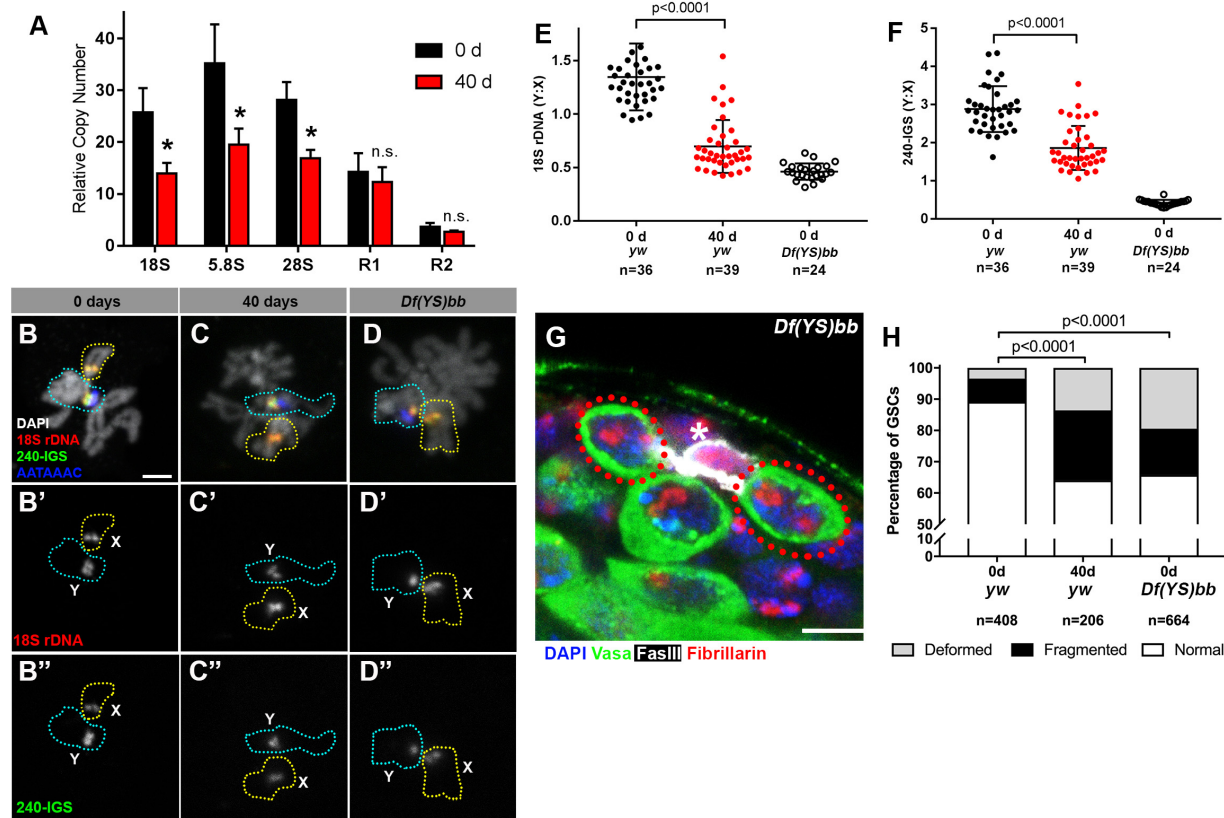 A
Relative Copy Number
40
30
20
10
0
0 d
40 d
*
*
*
n.s.
n.s.
18S
5.8S
28S
R1
R2
E
p<0.0001
18S rDNA (Y:X)
1.5
1.0
0.5
0.0
0 d
yw
n=36
40 d
yw
n=39
0 d
Df(YS)bb
n=24
F
p<0.0001
240-IGS (Y:X)
5
4
3
2
1
0
0 d
yw
n=36
40 d
yw
n=39
0 d
Df(YS)bb
n=24
0 days
40 days
Df(YS)bb
B
DAPI
18S rDNA
240-IGS
AATAAAC
C
D
B’
X
Y
18S rDNA
C’
Y
X
D’
Y
X
B”
X
Y
240-IGS
C”
Y
X
D”
Y
X
G
Df(YS)bb
*
DAPI Vasa FasIII Fibrillarin
H
p<0.0001
p<0.0001
Percentage of GSCs
100
90
80
70
60
50
10
0
0d
yw
n=408
40d
yw
n=206
0d
Df(YS)bb
n=664
Deformed
Fragmented
Normal